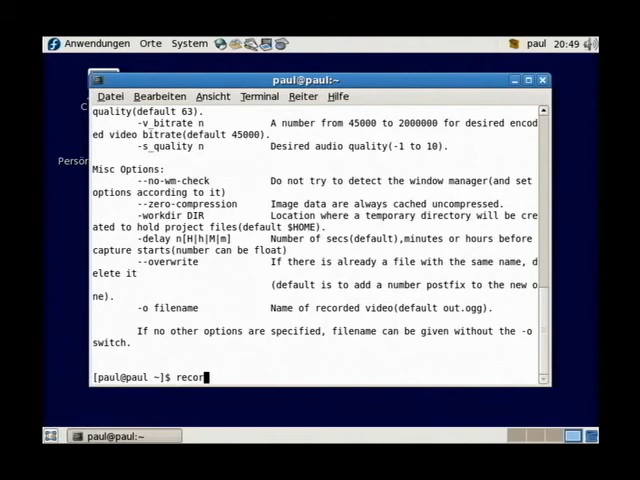 Anwendungen Orte System paul 20:49
paul@paul:~
Datei Bearbeiten Ansicht Terminal Reiter Hilfe
quality(default 63).
-v_bitrate n A number from 45000 to 2000000 for desired encod
ed video bitrate(default 45000).
-s_quality n Desired audio quality(-1 to 10).
Misc Options:
--no-wm-check Do not try to detect the window manager(and set
options according to it)
--zero-compression Image data are always cached uncompressed.
-workdir DIR Location where a temporary directory will be cre
ated to hold project files(default $HOME).
-delay n[H|h|M|m] Number of secs(default),minutes or hours before
capture starts(number can be float)
--overwrite If there is already a file with the same name, d
elete it
(default is to add a number postfix to the new o
ne).
-o filename Name of recorded video(default out.ogg).
If no other options are specified, filename can be given without the -o
switch.
[paul@paul ~]$ recor
C
Persör
paul@paul:~